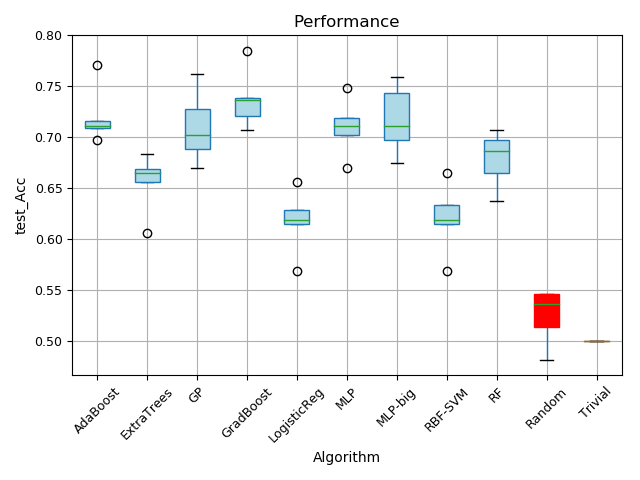 Performance
0.80
0.75
0.70
0.65
0.60
0.55
0.50
test_Acc
AdaBoost
ExtraTrees
GP
GradBoost
LogisticReg
MLP
MLP-big
RBF-SVM
RF
Random
Trivial
Algorithm